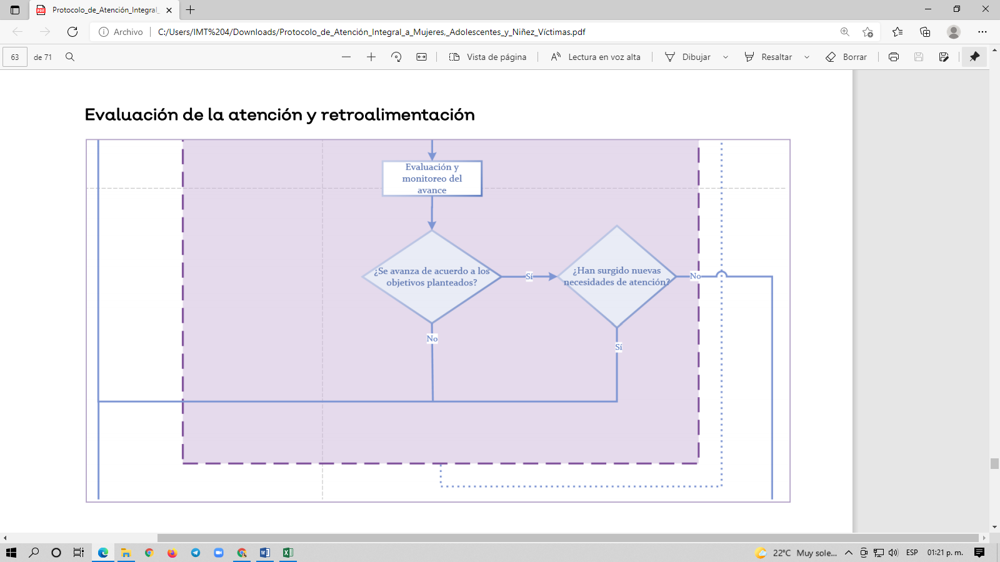 Protocolo_de_Atención_Integral_
Archivo
C:/Users/IMT%204/Downloads/Protocolo_de_Atención_Integral_a_Mujeres,_Adolescentes_y_Niñez_Víctimas.pdf
63 de 71
Vista de página
Lectura en voz alta
Dibujar
Resaltar
Borrar
Evaluación de la atención y retroalimentación
Evaluación y
monitoreo del
avance
¿Se avanza de acuerdo a los
objetivos planteados?
Sí
¿Han surgido nuevas
necesidades de atención?
No
No
Sí
22°C Muy sole...
ESP
01:21 p. m.